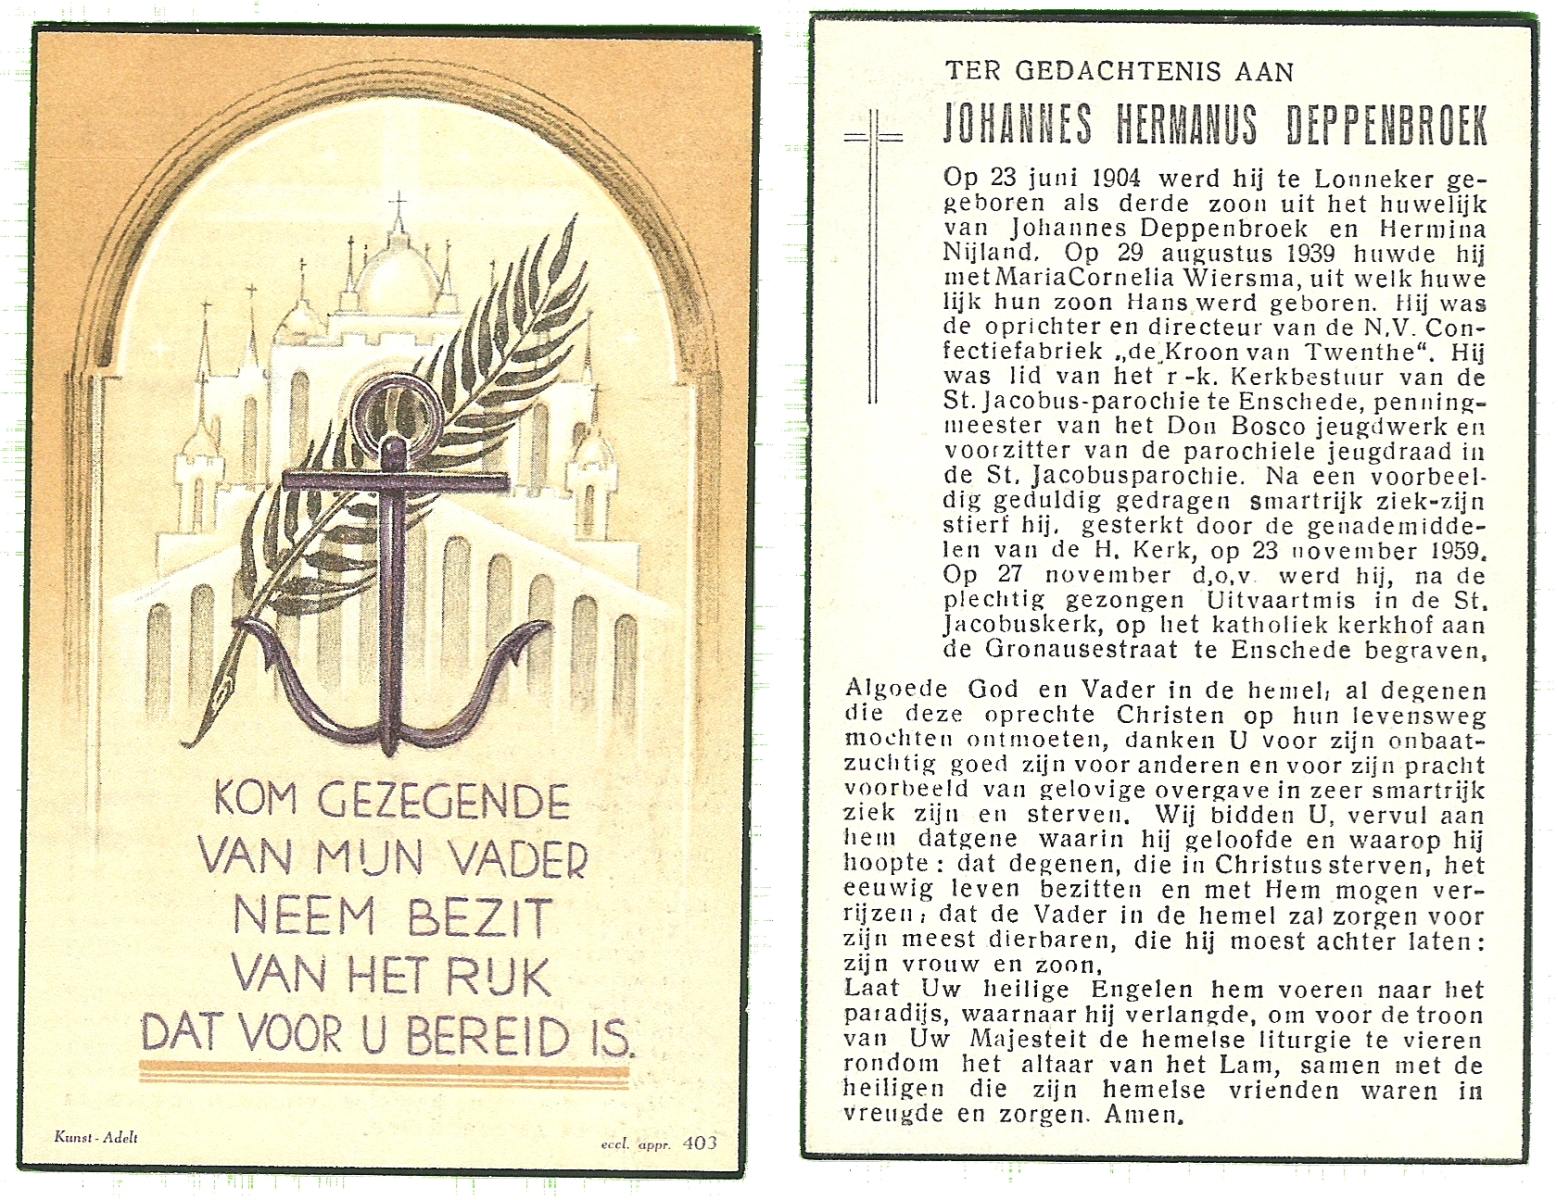 KOM GEZEGENDE
VAN MIJN VADER
NEEM BEZIT
VAN HET RIJK
DAT VOOR U BEREID IS.
Kunst - Adelt
eccl. appr. 403
TER GEDACHTENIS AAN
JOHANNES HERMANUS DEPPENBROEK
Op 23 juni 1904 werd hij te Lonneker ge-
geboren als derde zoon uit het huwelijk
van Johannes Deppenbroek en Hermina
Nijland. Op 29 augustus 1939 huwde hij
met Maria Cornelia Wiersma, uit welk huwe
lijk hun zoon Hans werd geboren. Hij was
de oprichter en directeur van de N.V. Con-
fectiefabriek „de Kroon van Twenthe“. Hij
was lid van het r-k. Kerkbestuur van de
St. Jacobus-parochie te Enschede, penning-
meester van het Don Bosco jeugdwerk en
voorzitter van de parochiele jeugdraad in
de St. Jacobusparochie. Na een voorbeel-
dig geduldig gedragen smartrijk ziek-zijn
stierf hij, gesterkt door de genademidde-
len van de H. Kerk, op 23 november 1959.
Op 27 november d.o.v. werd hij, na de
plechtig gezongen Uitvaartmis in de St.
Jacobuskerk, op het katholiek kerkhof aan
de Gronausestraat te Enschede begraven.
Algoede God en Vader in de hemel; al degenen
die deze oprechte Christen op hun levensweg
mochten ontmoeten, danken U voor zijn onbaat-
zuchtig goed zijn voor anderen en voor zijn pracht
voorbeeld van gelovige overgave in zeer smartrijk
ziek zijn en sterven. Wij bidden U, vervul aan
hem datgene waarin hij geloofde en waarop hij
hoopte: dat degenen, die in Christus sterven, het
eeuwig leven bezitten en met Hem mogen ver-
rijzen; dat de Vader in de hemel zal zorgen voor
zijn meest dierbaren, die hij moest achter laten:
zijn vrouw en zoon.
Laat Uw heilige Engelen hem voeren naar het
paradijs, waarnaar hij verlangde, om voor de troon
van Uw Majesteit de hemelse liturgie te vieren
rondom het altaar van het Lam, samen met de
heiligen die zijn hemelse vrienden waren in
vreugde en zorgen. Amen.